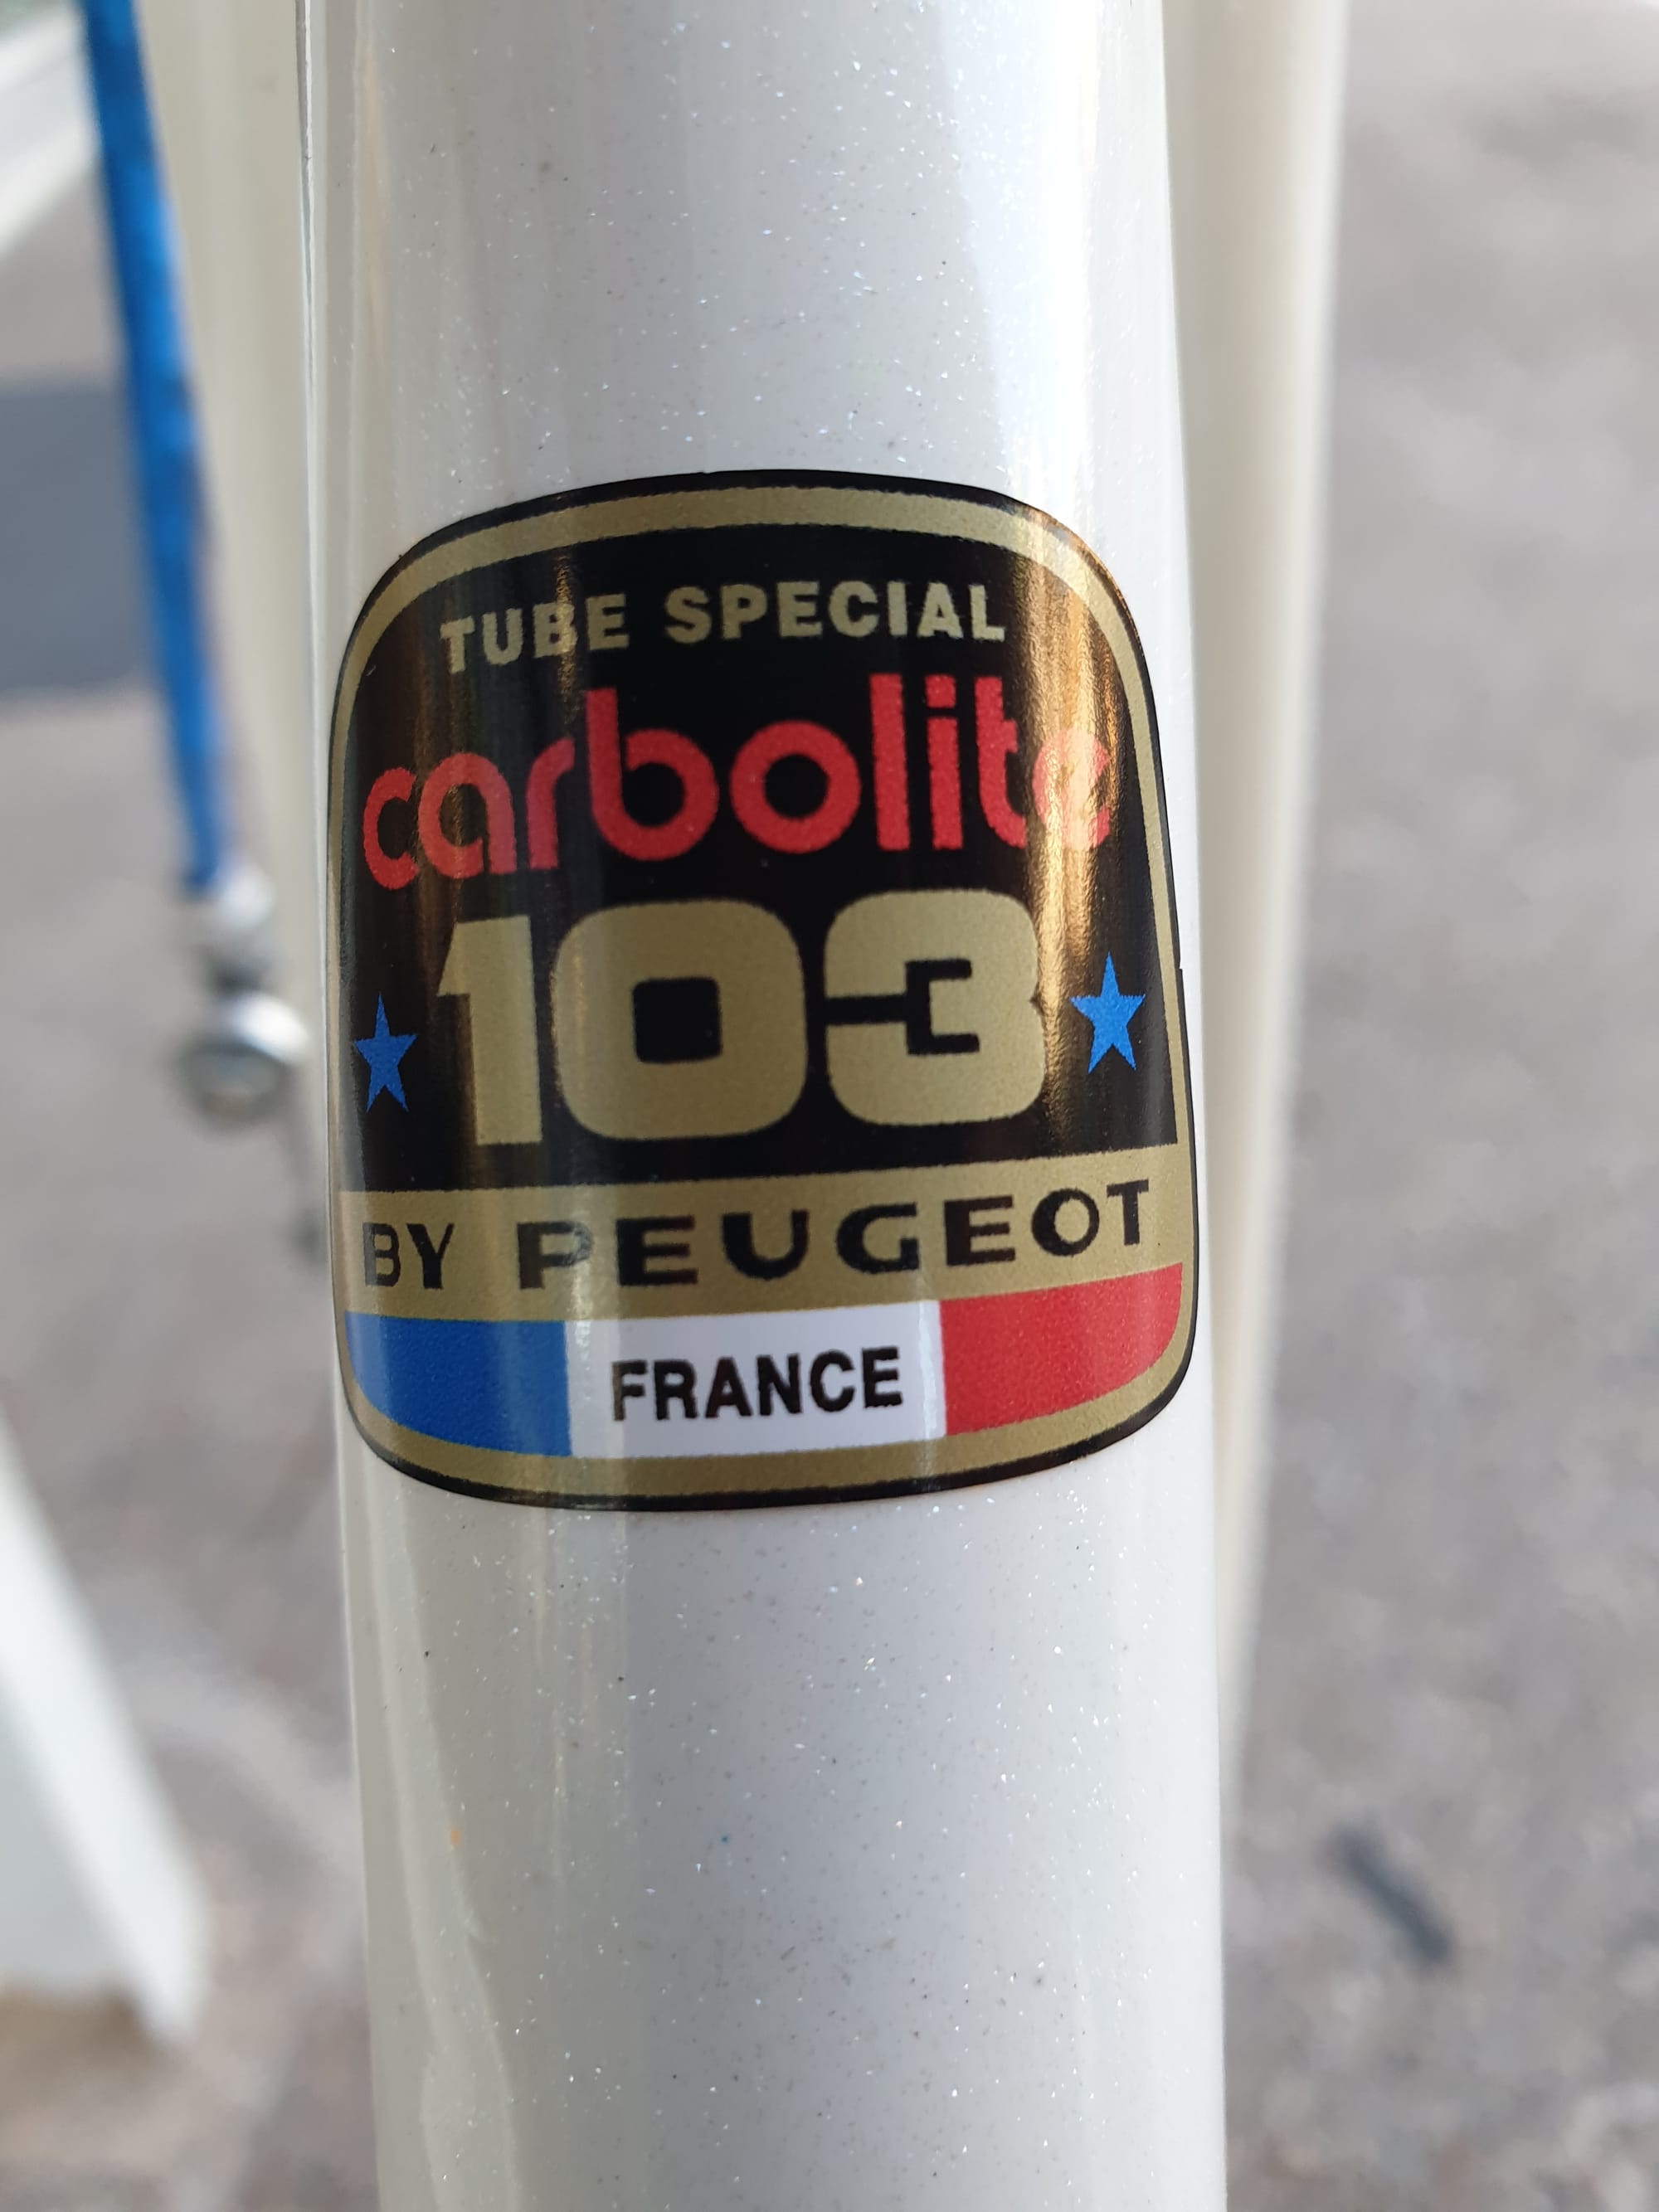 TUBE SPECIAL
carbolite
103
BY PEUGEOT
FRANCE